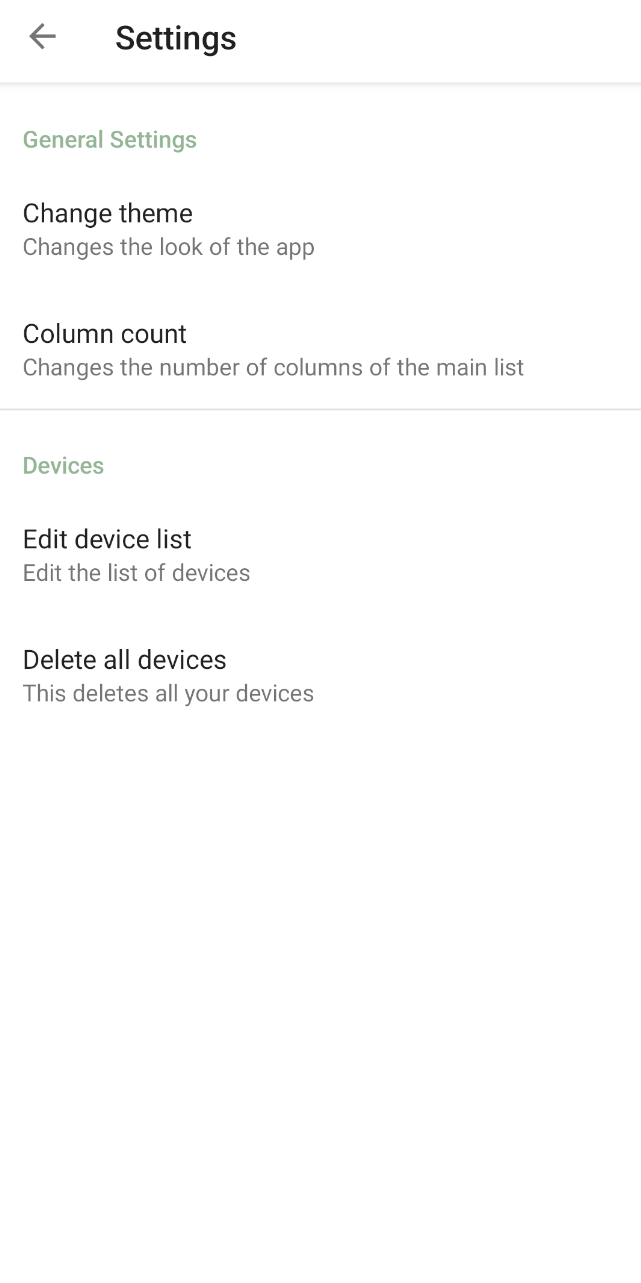 Settings
General Settings
Change theme
Changes the look of the app
Column count
Changes the number of columns of the main list
Devices
Edit device list
Edit the list of devices
Delete all devices
This deletes all your devices